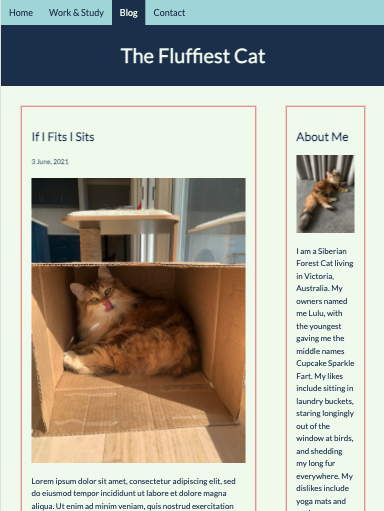 Home Work & Study Blog Contact
The Fluffiest Cat
If I Fits I Sits
3 June, 2021
Lorem ipsum dolor sit amet, consectetur adipiscing elit, sed
do eiusmod tempor incididunt ut labore et dolore magna
aliqua. Ut enim ad minim veniam, quis nostrud exercitation
About Me
I am a Siberian
Forest Cat living
in Victoria,
Australia. My
owners named
me Lulu, with
the youngest
gaving me the
middle names
Cupcake Sparkle
Fart. My likes
include sitting in
laundry buckets,
staring longingly
out of the
window at birds,
and shedding
my long fur
everywhere. My
dislikes include
yoga mats and